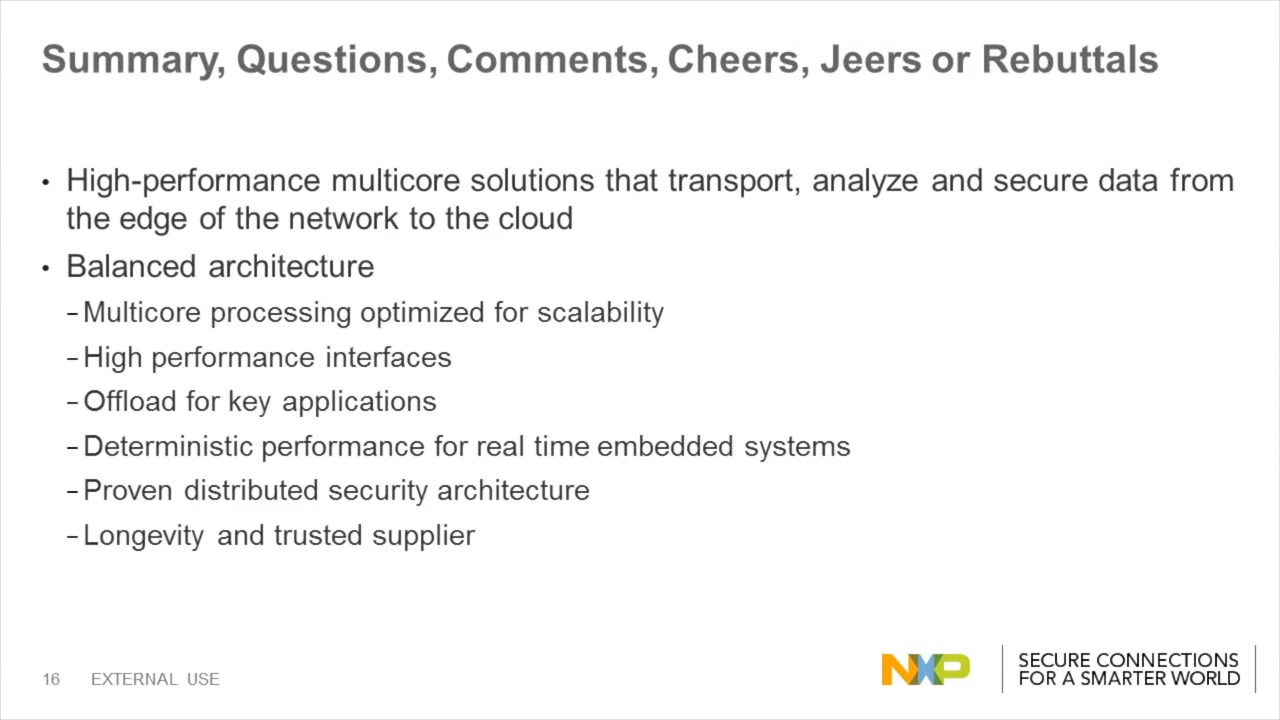 Summary, Questions, Comments, Cheers, Jeers or Rebuttals
• High-performance multicore solutions that transport, analyze and secure data from
the edge of the network to the cloud
• Balanced architecture
–Multicore processing optimized for scalability
–High performance interfaces
–Offload for key applications
–Deterministic performance for real time embedded systems
–Proven distributed security architecture
–Longevity and trusted supplier
16 EXTERNAL USE
NXP
SECURE CONNECTIONS
FOR A SMARTER WORLD